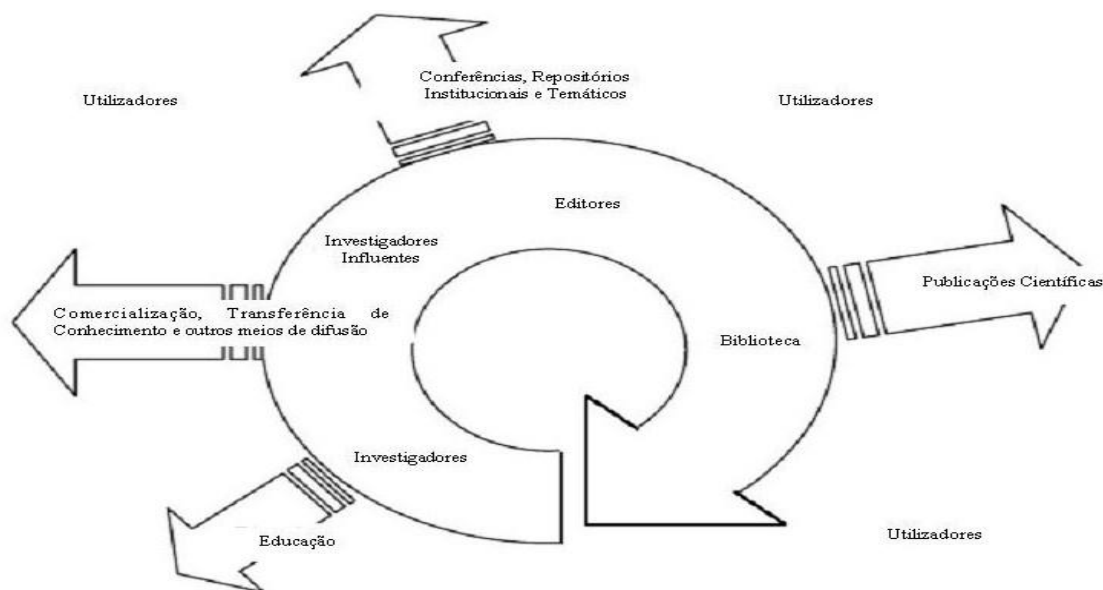 Conferências, Repositórios
Institucionais e Temáticos
Utilizadores
Utilizadores
Editores
Investigadores
Influentes
Publicações Científicas
Comercialização, Transferência de
Conhecimento e outros meios de difusão
Biblioteca
Investigadores
Educação
Utilizadores